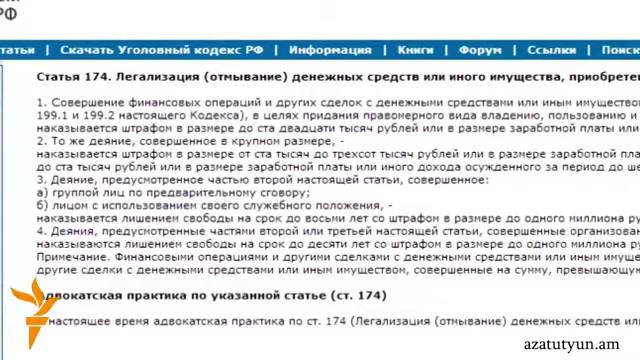 РФ
татьи | Скачать Уголовный кодекс РФ | Информация | Книги | Форум | Ссылки | Поиск
Статья 174. Легализация (отмывание) денежных средств или иного имущества, приобретен
1. Совершение финансовых операций и других сделок с денежными средствами или иным имуществом
199.1 и 199.2 настоящего Кодекса), в целях придания правомерного вида владению, пользованию и
наказывается штрафом в размере до ста двадцати тысяч рублей или в размере заработной платы или
2. То же деяние, совершенное в крупном размере, -
наказывается штрафом в размере от ста тысяч до трехсот тысяч рублей или в размере заработной пла
до ста тысяч рублей или в размере заработной платы или иного дохода осужденного за период до ше
3. Деяние, предусмотренное частью второй настоящей статьи, совершенное:
а) группой лиц по предварительному сговору;
б) лицом с использованием своего служебного положения, -
наказывается лишением свободы на срок до восьми лет со штрафом в размере до одного миллиона ру
4. Деяния, предусмотренные частями второй или третьей настоящей статьи, совершенные организован
наказываются лишением свободы на срок до десяти лет со штрафом в размере до одного миллиона ру
Примечание. Финансовыми операциями и другими сделками с денежными средствами или иным имуще
другие сделки с денежными средствами или иным имуществом, совершенные на сумму, превышающую
двокатская практика по указанной статье (ст. 174)
настоящее время адвокатская практика по ст. 174 (Легализация (отмывание) денежных средств или
azatutyun.am